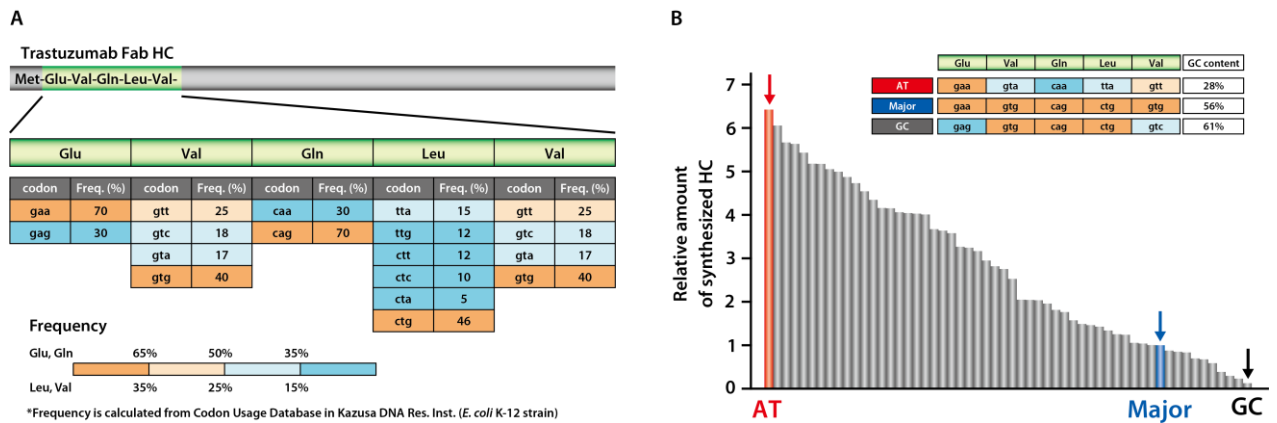 A
Trastuzumab Fab HC
Met-Glu-Val-Gln-Leu-Val-
Glu Val Gln Leu Val
codon Freq. (%) codon Freq. (%) codon Freq. (%) codon Freq. (%) codon Freq. (%)
gaa 70 gtt 25 caa 30 tta 15 gtt 25
gag 30 gtc 18 cag 70 ttg 12 gtc 18
gta 17 ctt 12 gta 17
gtg 40 ctc 10 gtg 40
cta 5
ctg 46
Frequency
Glu, Gln 65% 50% 35%
Leu, Val 35% 25% 15%
*Frequency is calculated from Codon Usage Database in Kazusa DNA Res. Inst. (E. coli K-12 strain)
B
Glu Val Gln Leu Val GC content
AT gaa gta caa tta gtt 28%
Major gaa gtg cag ctg gtg 56%
GC gag gtg cag ctg gtc 61%
Relative amount
of synthesized HC
7
6
5
4
3
2
1
0
AT Major GC